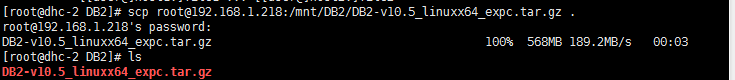 [root@dhc-2 DB2]# scp root@192.168.1.218:/mnt/DB2/DB2-v10.5_linuxx64_expc.tar.gz .
root@192.168.1.218's password:
DB2-v10.5_linuxx64_expc.tar.gz 100% 568MB 189.2MB/s 00:03
[root@dhc-2 DB2]# ls
DB2-v10.5_linuxx64_expc.tar.gz